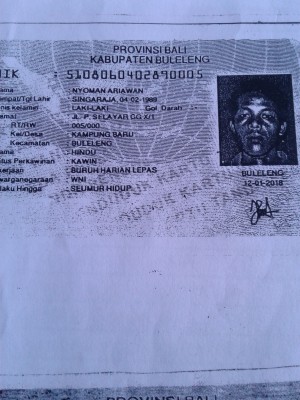 PROVINSI BALI
KABUPATEN BULELENG
NIK : 5108060402890005
Nama : NYOMAN ARIAWAN
Tempat/Tgl Lahir : SINGARAJA, 04-02-1989
Jenis kelamin : LAKI-LAKI Gol Darah : -
Alamat : JL. P. SELAYAR GG X/1
RT/RW : 005/000
Kel/Desa : KAMPUNG BARU
Kecamatan : BULELENG
Agama : HINDU
Status Perkawinan : KAWIN
Pekerjaan : BURUH HARIAN LEPAS
Kewarganegaraan : WNI
Berlaku Hingga : SEUMUR HIDUP
BULELENG
12-01-2018
PROVINSI BALI